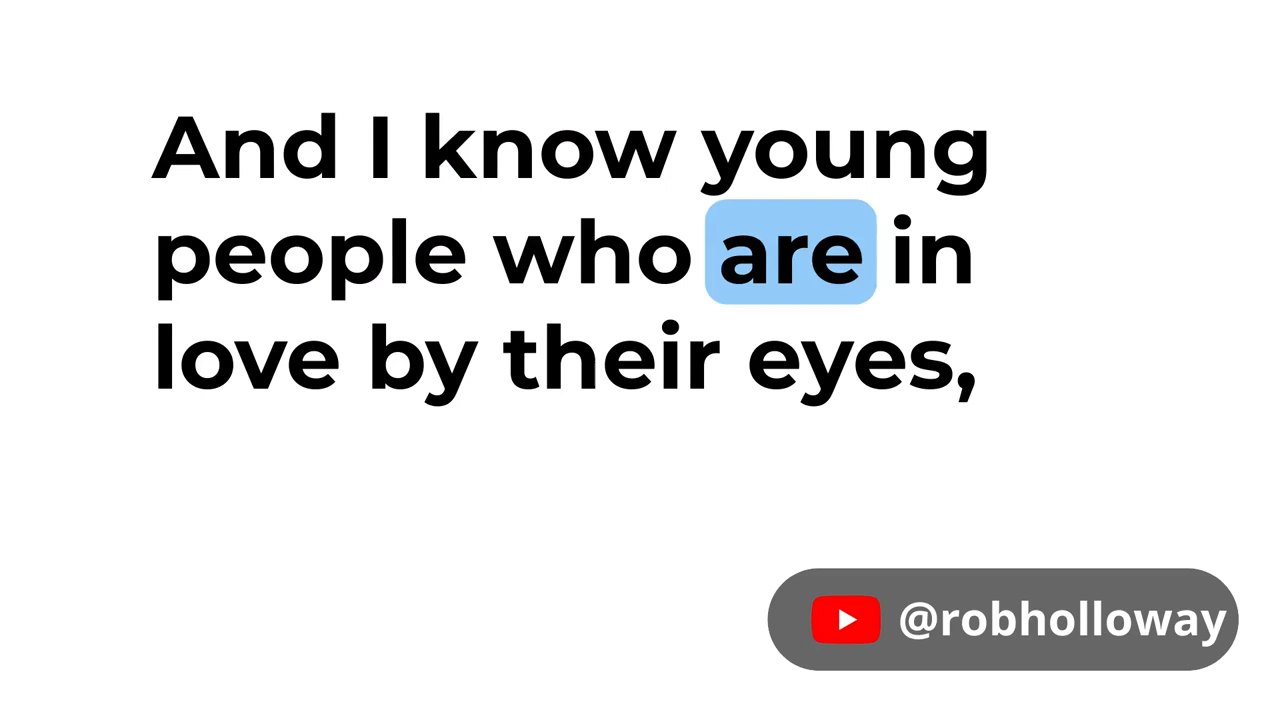 And I know young
people who are in
love by their eyes,
@robholloway